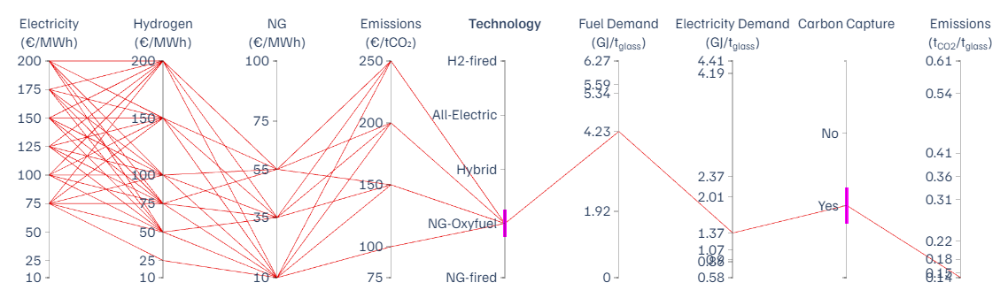 Electricity
(€/MWh)
200
175
150
125
100
75
50
25
10
Hydrogen
(€/MWh)
200
150
100
75
50
25
10
NG
(€/MWh)
100
75
55
35
10
Emissions
(€/tCO₂)
250
200
150
100
75
Technology
H2-fired
All-Electric
Hybrid
NG-Oxyfuel
NG-fired
Fuel Demand
(GJ/tglass)
6.27
5.59
5.34
4.23
1.92
0
Electricity Demand
(GJ/tglass)
4.41
4.19
2.37
2.01
1.37
1.07
0.58
Carbon Capture
No
Yes
Emissions
(tCO2/tglass)
0.61
0.54
0.41
0.36
0.31
0.22
0.18
0.15
0.14